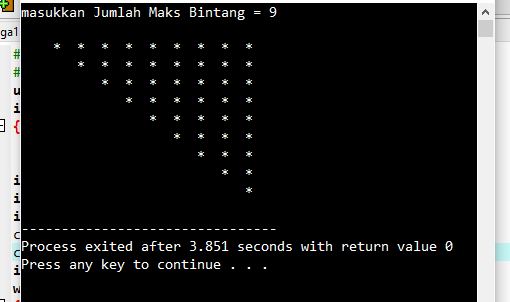 masukkan Jumlah Maks Bintang = 9
* * * * * * * * *
* * * * * * * *
* * * * * * *
* * * * * *
* * * * *
* * * *
* * *
* *
*
--------------------------------
Process exited after 3.851 seconds with return value 0
Press any key to continue . . .
ga1
#
#
u
i
{
i
i
i
c
c
i
w